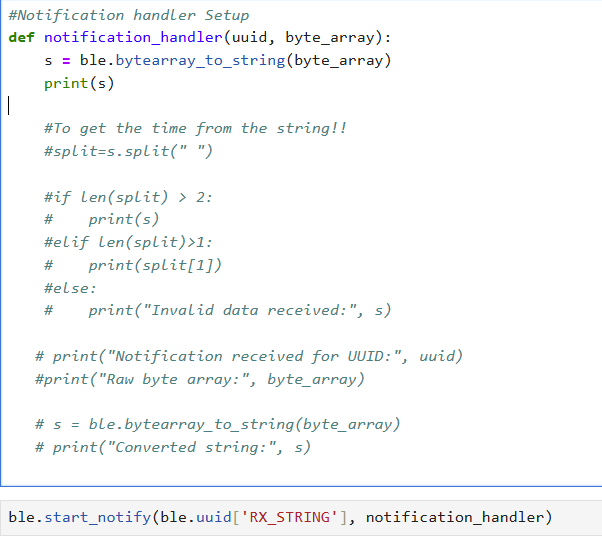 #Notification handler Setup
def notification_handler(uuid, byte_array):
    s = ble.bytearray_to_string(byte_array)
    print(s)

    #To get the time from the string!!
    #split=s.split(" ")

    #if len(split) > 2:
    #    print(s)
    #elif len(split)>1:
    #    print(split[1])
    #else:
    #    print("Invalid data received:", s)

   # print("Notification received for UUID:", uuid)
   #print("Raw byte array:", byte_array)

   # s = ble.bytearray_to_string(byte_array)
   # print("Converted string:", s)

ble.start_notify(ble.uuid['RX_STRING'], notification_handler)